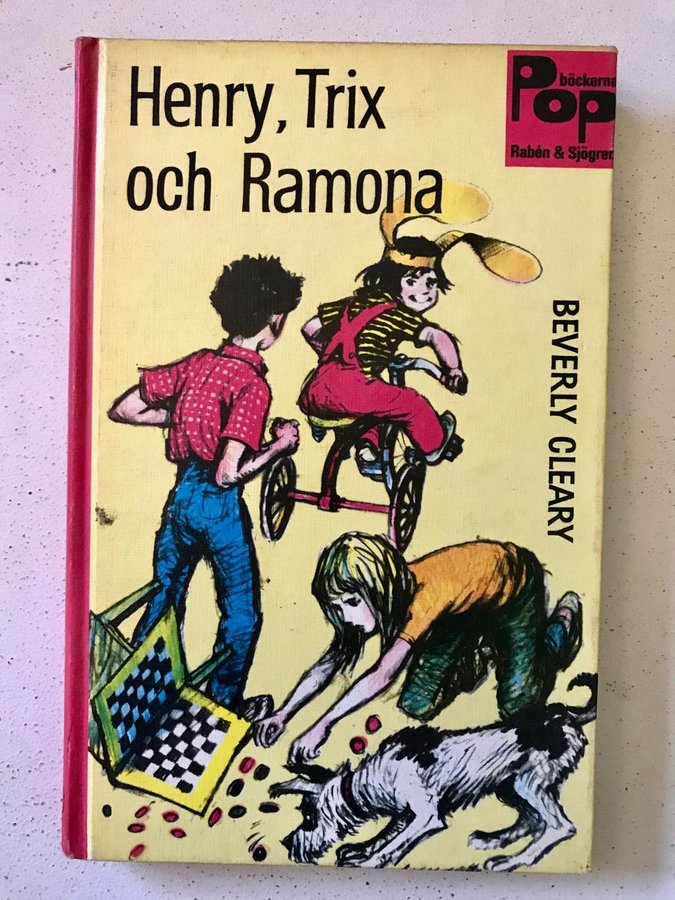 Henry, Trix
och Ramona
Pop
böckerna
Rabén & Sjögren
BEVERLY CLEARY